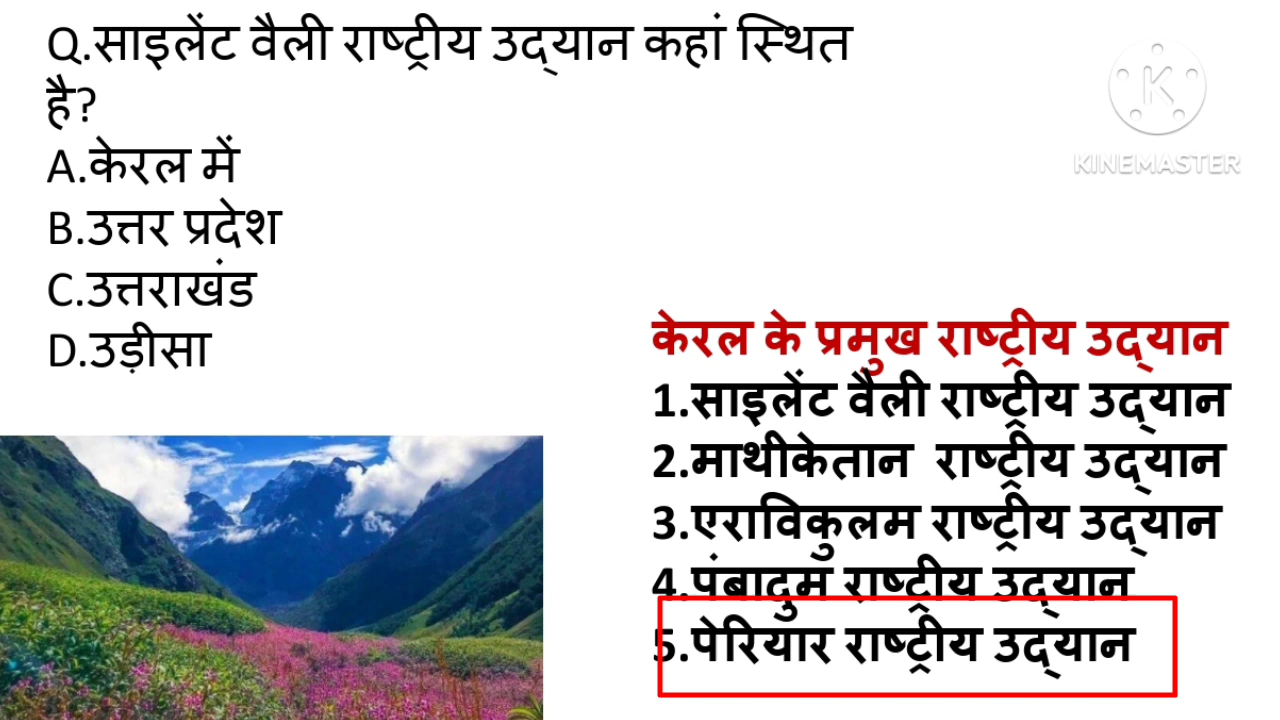 Q.साइलेंट वैली राष्ट्रीय उद्यान कहां स्थित
है?
A.केरल में
B.उत्तर प्रदेश
C.उत्तराखंड
D.उड़ीसा
K
KINEMASTER
केरल के प्रमुख राष्ट्रीय उद्यान
1.साइलेंट वैली राष्ट्रीय उद्यान
2.माथीकेतान राष्ट्रीय उद्यान
3.एराविकुलम राष्ट्रीय उद्यान
4.पंबादुम राष्ट्रीय उद्यान
5.पेरियार राष्ट्रीय उद्यान